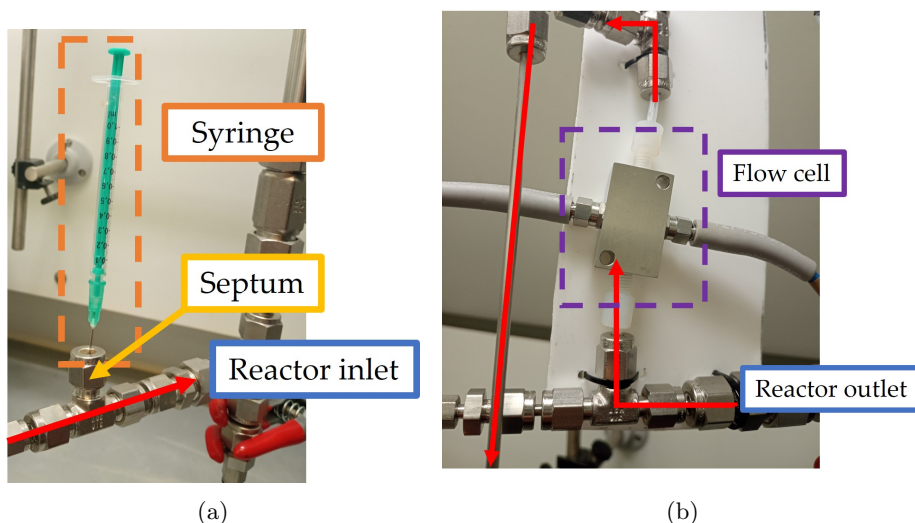 Syringe
Septum
Reactor inlet
Flow cell
Reactor outlet
(a)
(b)